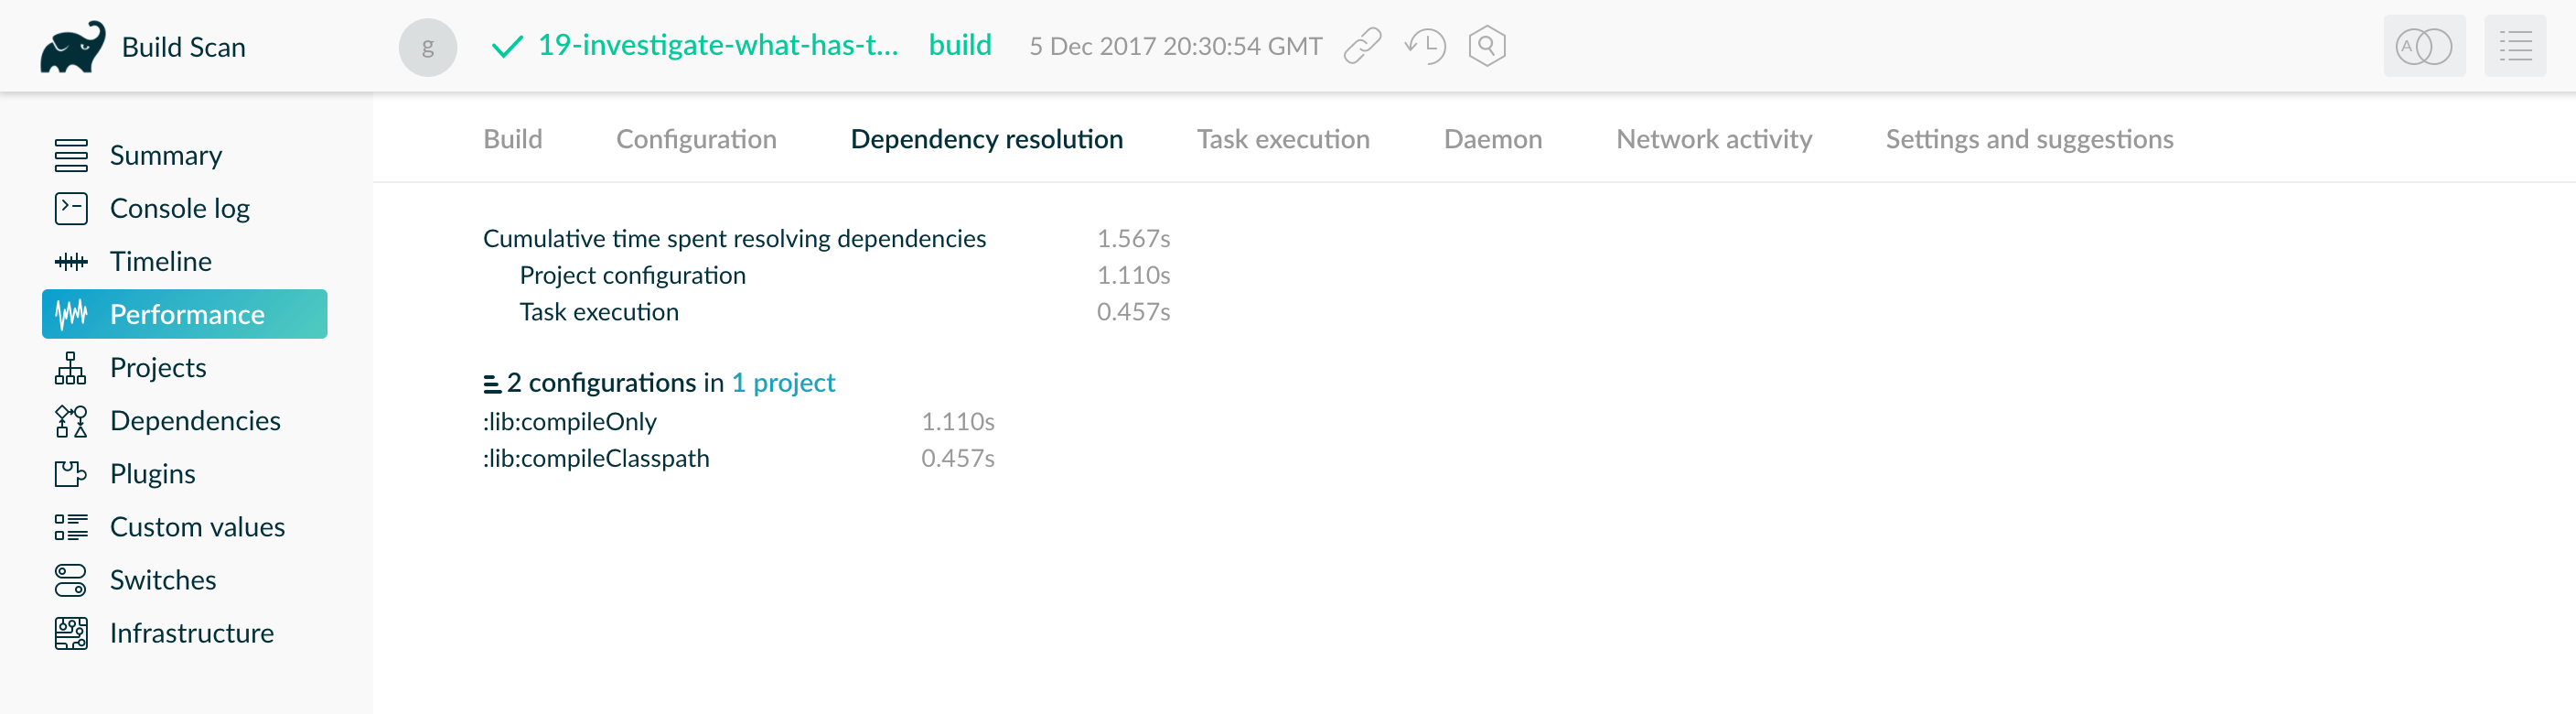 Build Scan
g 19-investigate-what-has-t... build 5 Dec 2017 20:30:54 GMT
A
Summary
Console log
Timeline
Performance
Projects
Dependencies
Plugins
Custom values
Switches
Infrastructure
Build Configuration Dependency resolution Task execution Daemon Network activity Settings and suggestions
Cumulative time spent resolving dependencies 1.567s
Project configuration 1.110s
Task execution 0.457s
2 configurations in 1 project
:lib:compileOnly 1.110s
:lib:compileClasspath 0.457s